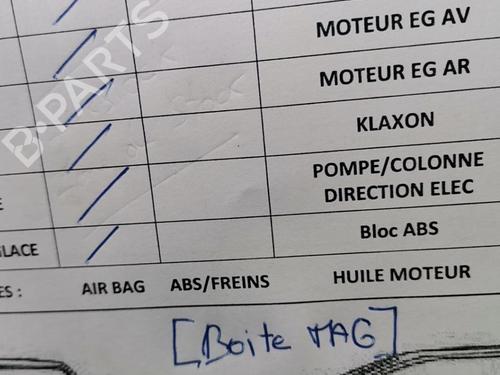 MOTEUR EG AV
MOTEUR EG AR
KLAXON
POMPE/COLONNE
DIRECTION ELEC
GLACE
Bloc ABS
ES : AIR BAG ABS/FREINS HUILE MOTEUR
[Boite MAG]
B-PARTS